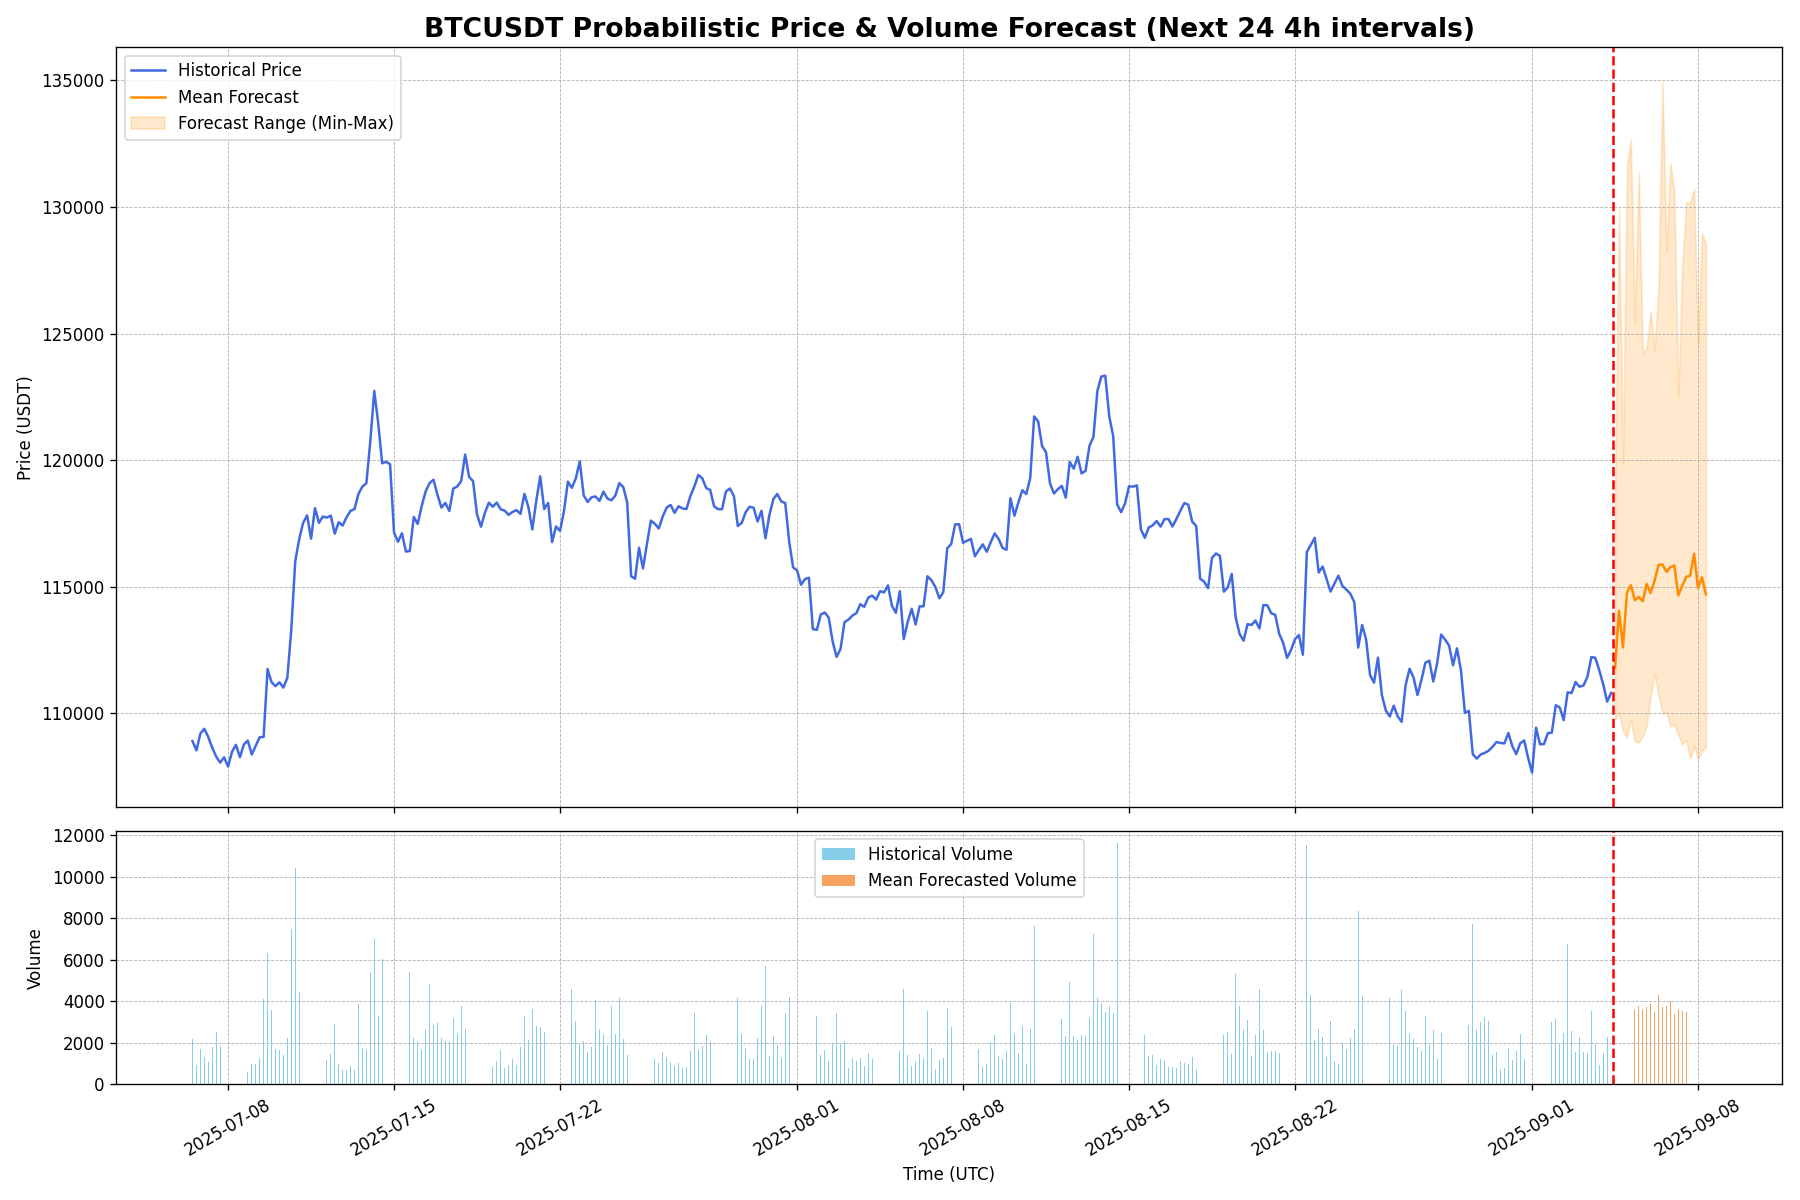 BTCUSDT Probabilistic Price & Volume Forecast (Next 24 4h intervals)
Historical Price
Mean Forecast
Forecast Range (Min-Max)
135000
130000
125000
120000
115000
110000
Price (USDT)
Historical Volume
Mean Forecasted Volume
12000
10000
8000
6000
4000
2000
0
Volume
2025-07-08
2025-07-15
2025-07-22
2025-08-01
2025-08-08
2025-08-15
2025-08-22
2025-09-01
2025-09-08
Time (UTC)